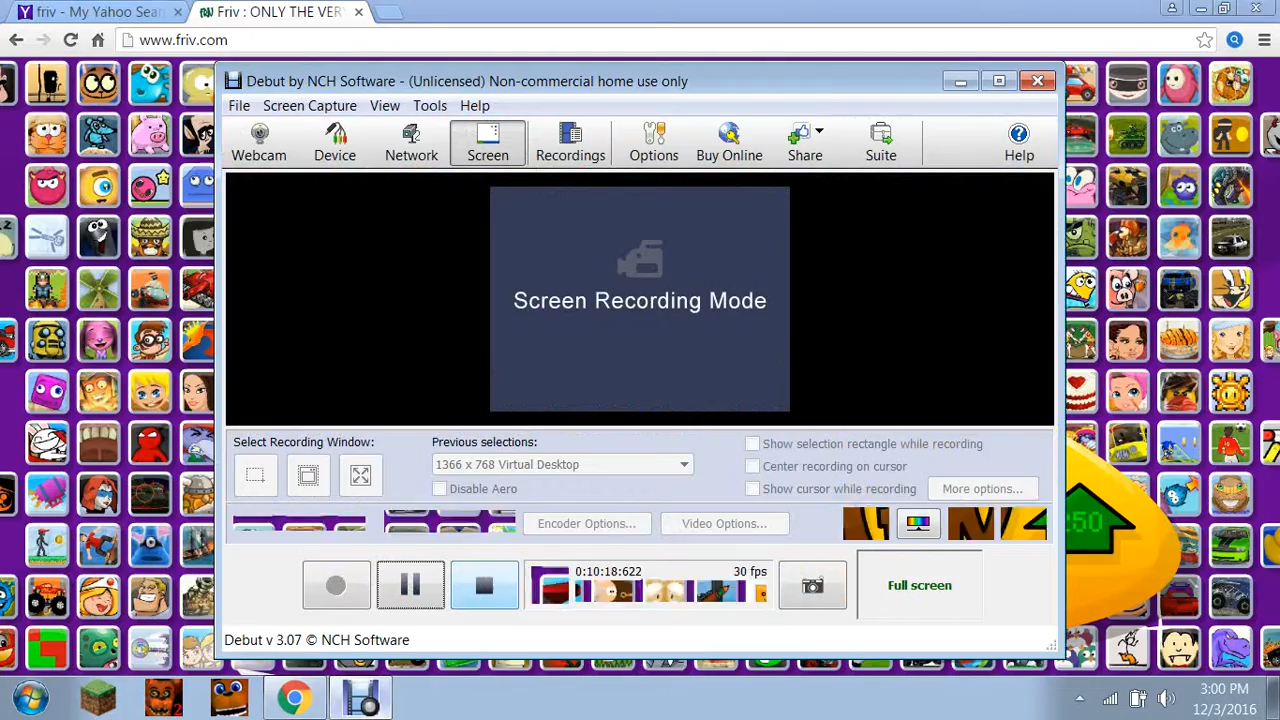 friv - My Yahoo Sea
Friv : ONLY THE VER
www.friv.com
Debut by NCH Software - (Unlicensed) Non-commercial home use only
File Screen Capture View Tools Help
Webcam Device Network Screen Recordings Options Buy Online Share Suite Help
Screen Recording Mode
Select Recording Window: Previous selections:
1366 x 768 Virtual Desktop
Disable Aero
Show selection rectangle while recording
Center recording on cursor
Show cursor while recording More options...
Encoder Options... Video Options...
250
0:10:18:622 30 fps
Full screen
Debut v 3.07 © NCH Software
2
3:00 PM
12/3/2016